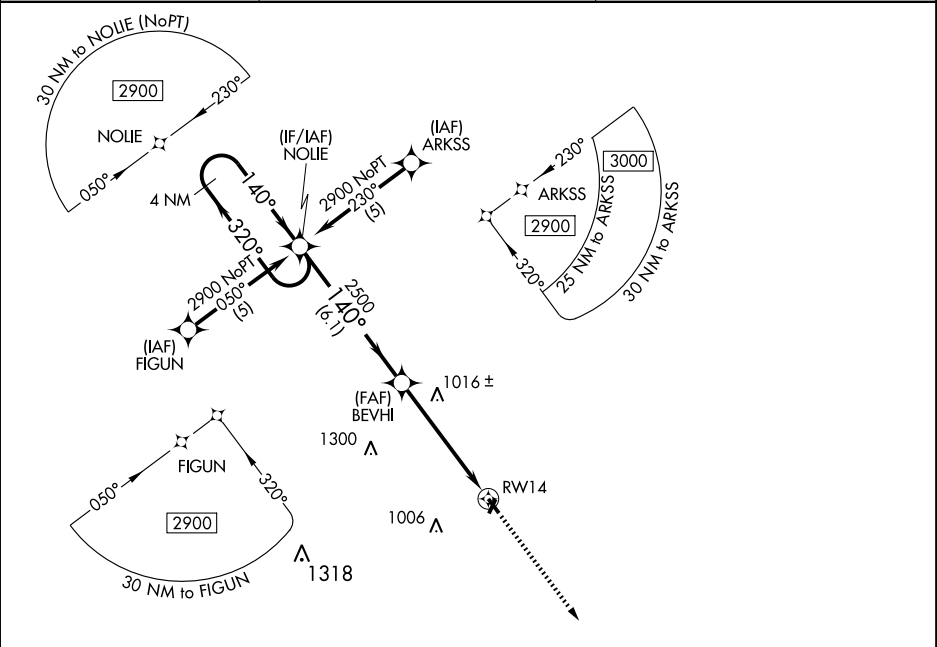 30 NM to NOLIE (NoPT)
2900
230°
NOLIE
050°
(IF/IAF)
NOLIE
(IAF)
ARKSS
4 NM
140°
320°
2900 NoPT
230°
(5)
2900 NoPT
050°
(5)
(IAF)
FIGUN
2500
140°
(6.1)
230°
3000
ARKSS
2900
320°
25 NM to ARKSS
30 NM to ARKSS
(FAF)
BEVHI
1016 ±
1300
RW14
1006
050°
FIGUN
320°
2900
30 NM to FIGUN
1318